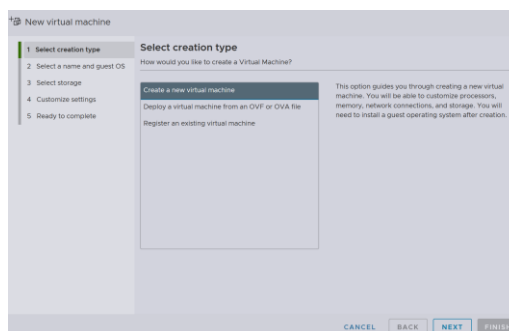 New virtual machine
1 Select creation type
2 Select a name and guest OS
3 Select storage
4 Customize settings
5 Ready to complete
Select creation type
How would you like to create a Virtual Machine?
Create a new virtual machine
Deploy a virtual machine from an OVF or OVA file
Register an existing virtual machine
This option guides you through creating a new virtual
machine. You will be able to customize processors,
memory, network connections, and storage. You will
need to install a guest operating system after creation.
CANCEL BACK NEXT FINISH